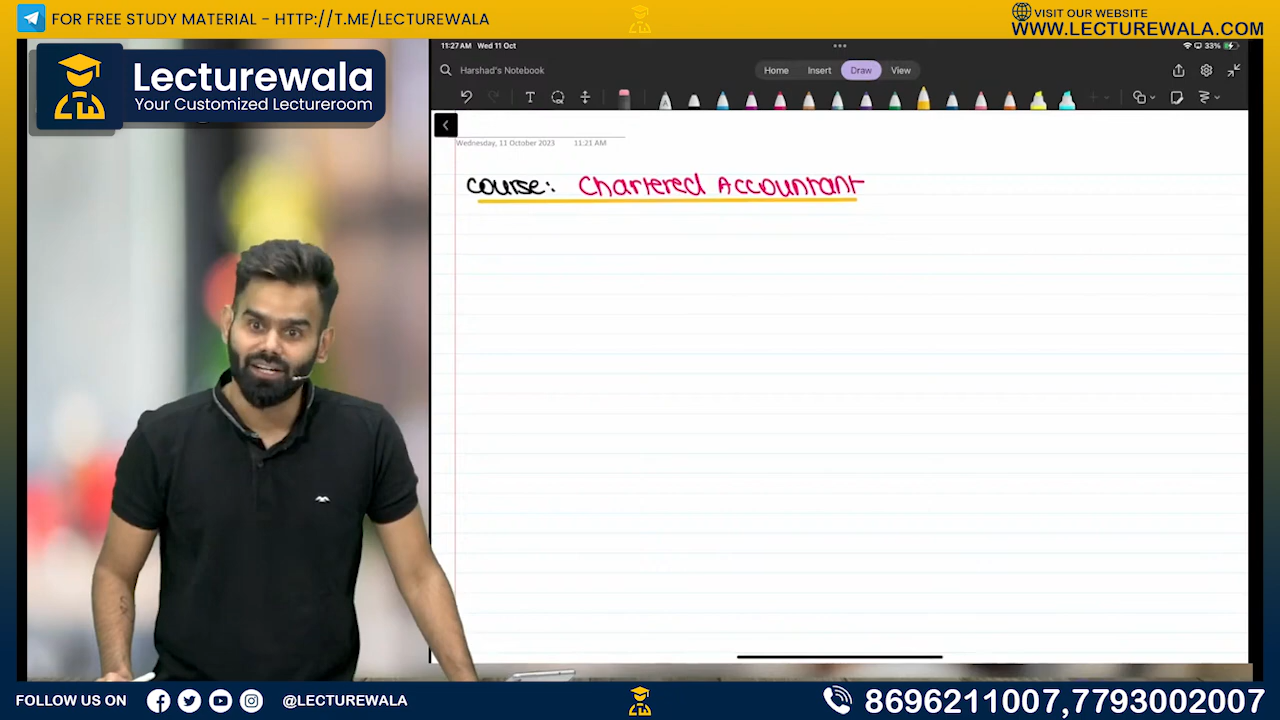 FOR FREE STUDY MATERIAL - HTTP://T.ME/LECTUREWALA
VISIT OUR WEBSITE
WWW.LECTUREWALA.COM
Lecturewala
Your Customized Lectureroom
11:27 AM Wed 11 Oct
33%
Harshad's Notebook
Home Insert Draw View
Wednesday, 11 October 2023 11:21 AM
Course: Chartered Accountant
FOLLOW US ON @LECTUREWALA
8696211007,7793002007